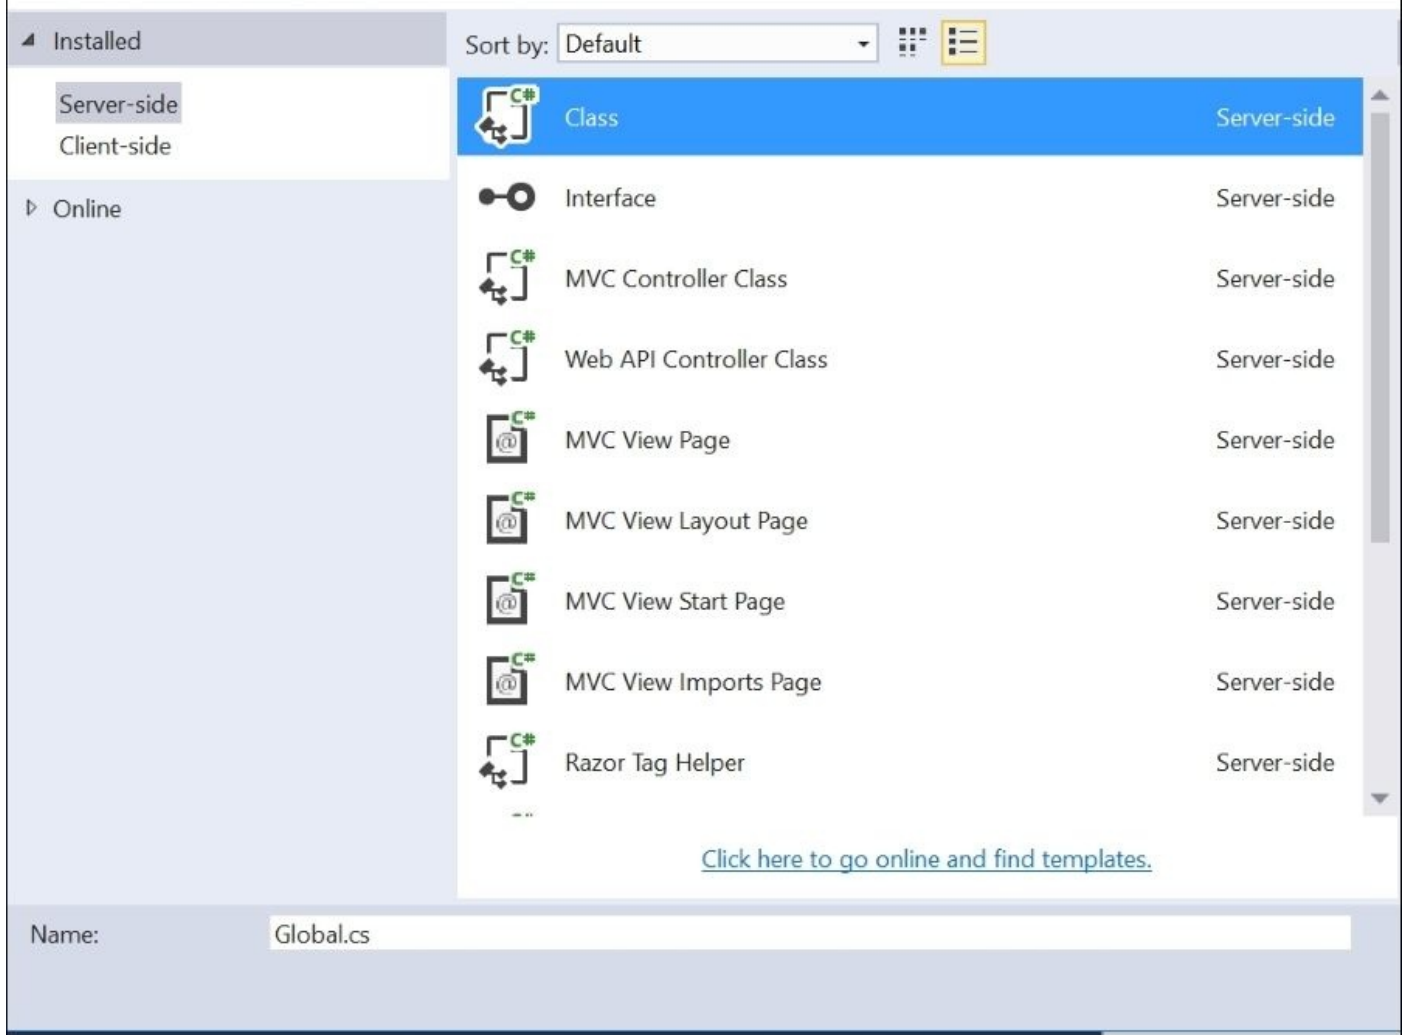 Installed
Server-side
Client-side
Online
Sort by: Default
C# Class Server-side
Interface Server-side
C# MVC Controller Class Server-side
C# Web API Controller Class Server-side
C# @ MVC View Page Server-side
C# @ MVC View Layout Page Server-side
C# @ MVC View Start Page Server-side
C# @ MVC View Imports Page Server-side
C# Razor Tag Helper Server-side
Click here to go online and find templates.
Name: Global.cs